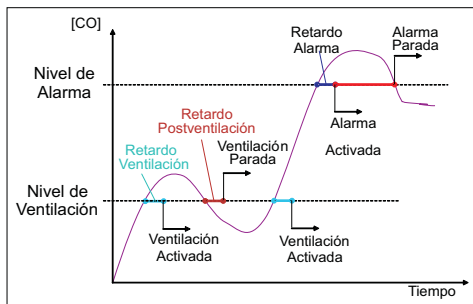 [CO]
Retardo
Alarma
Alarma
Parada
Nivel de
Alarma
Alarma
Activada
Retardo
Postventilación
Ventilación
Parada
Retardo
Ventilación
Nivel de
Ventilación
Ventilación
Activada
Ventilación
Activada
Tiempo